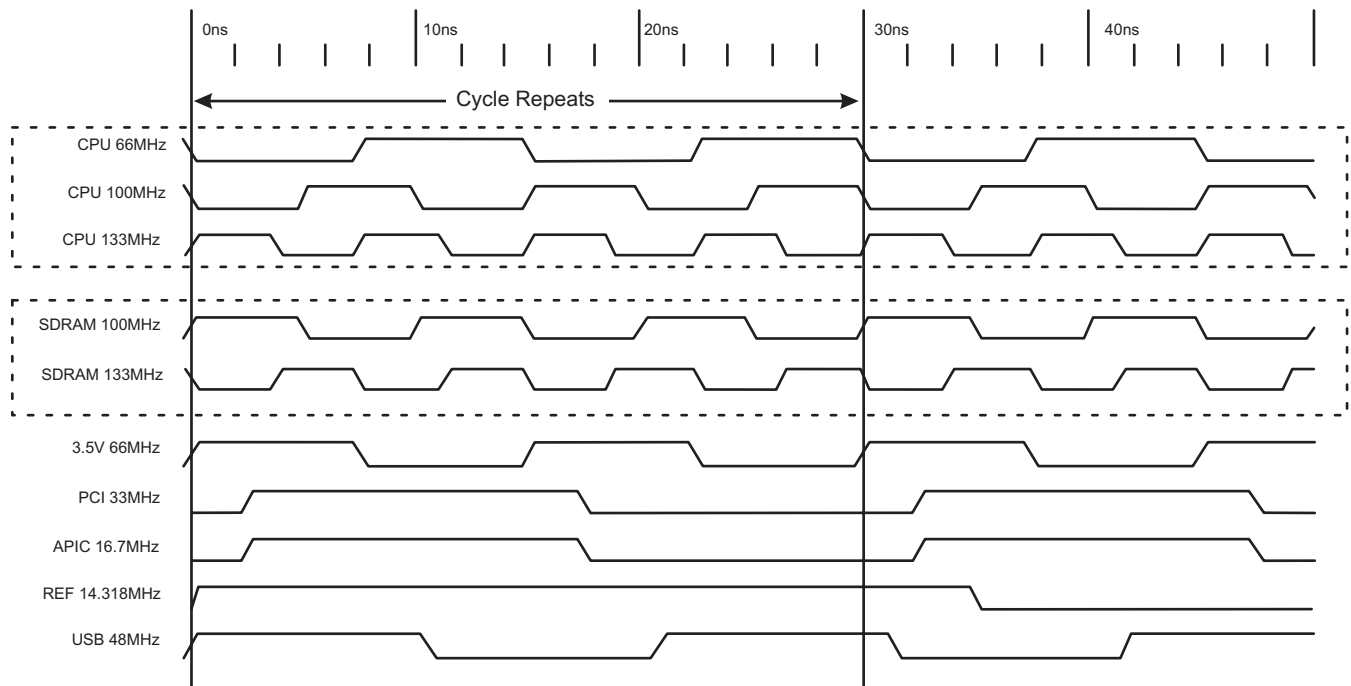 0ns 10ns 20ns 30ns 40ns
Cycle Repeats
CPU 66MHz
CPU 100MHz
CPU 133MHz
SDRAM 100MHz
SDRAM 133MHz
3.5V 66MHz
PCI 33MHz
APIC 16.7MHz
REF 14.318MHz
USB 48MHz